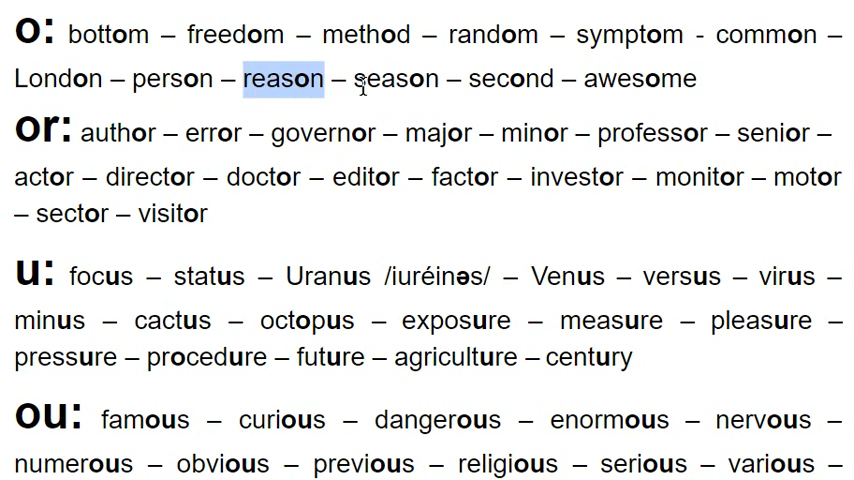 o: bottom – freedom – method – random – symptom - common –
London – person – reason – season – second – awesome
or: author – error – governor – major – minor – professor – senior –
actor – director – doctor – editor – factor – investor – monitor – motor
– sector – visitor
u: focus – status – Uranus /iuréinəs/ – Venus – versus – virus –
minus – cactus – octopus – exposure – measure – pleasure –
pressure – procedure – future – agriculture – century
ou: famous – curious – dangerous – enormous – nervous –
numerous – obvious – previous – religious – serious – various –